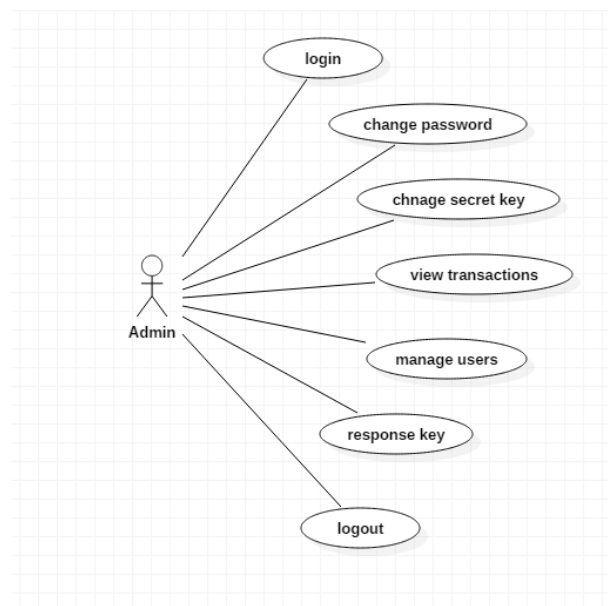 login
change password
chnage secret key
view transactions
Admin
manage users
response key
logout